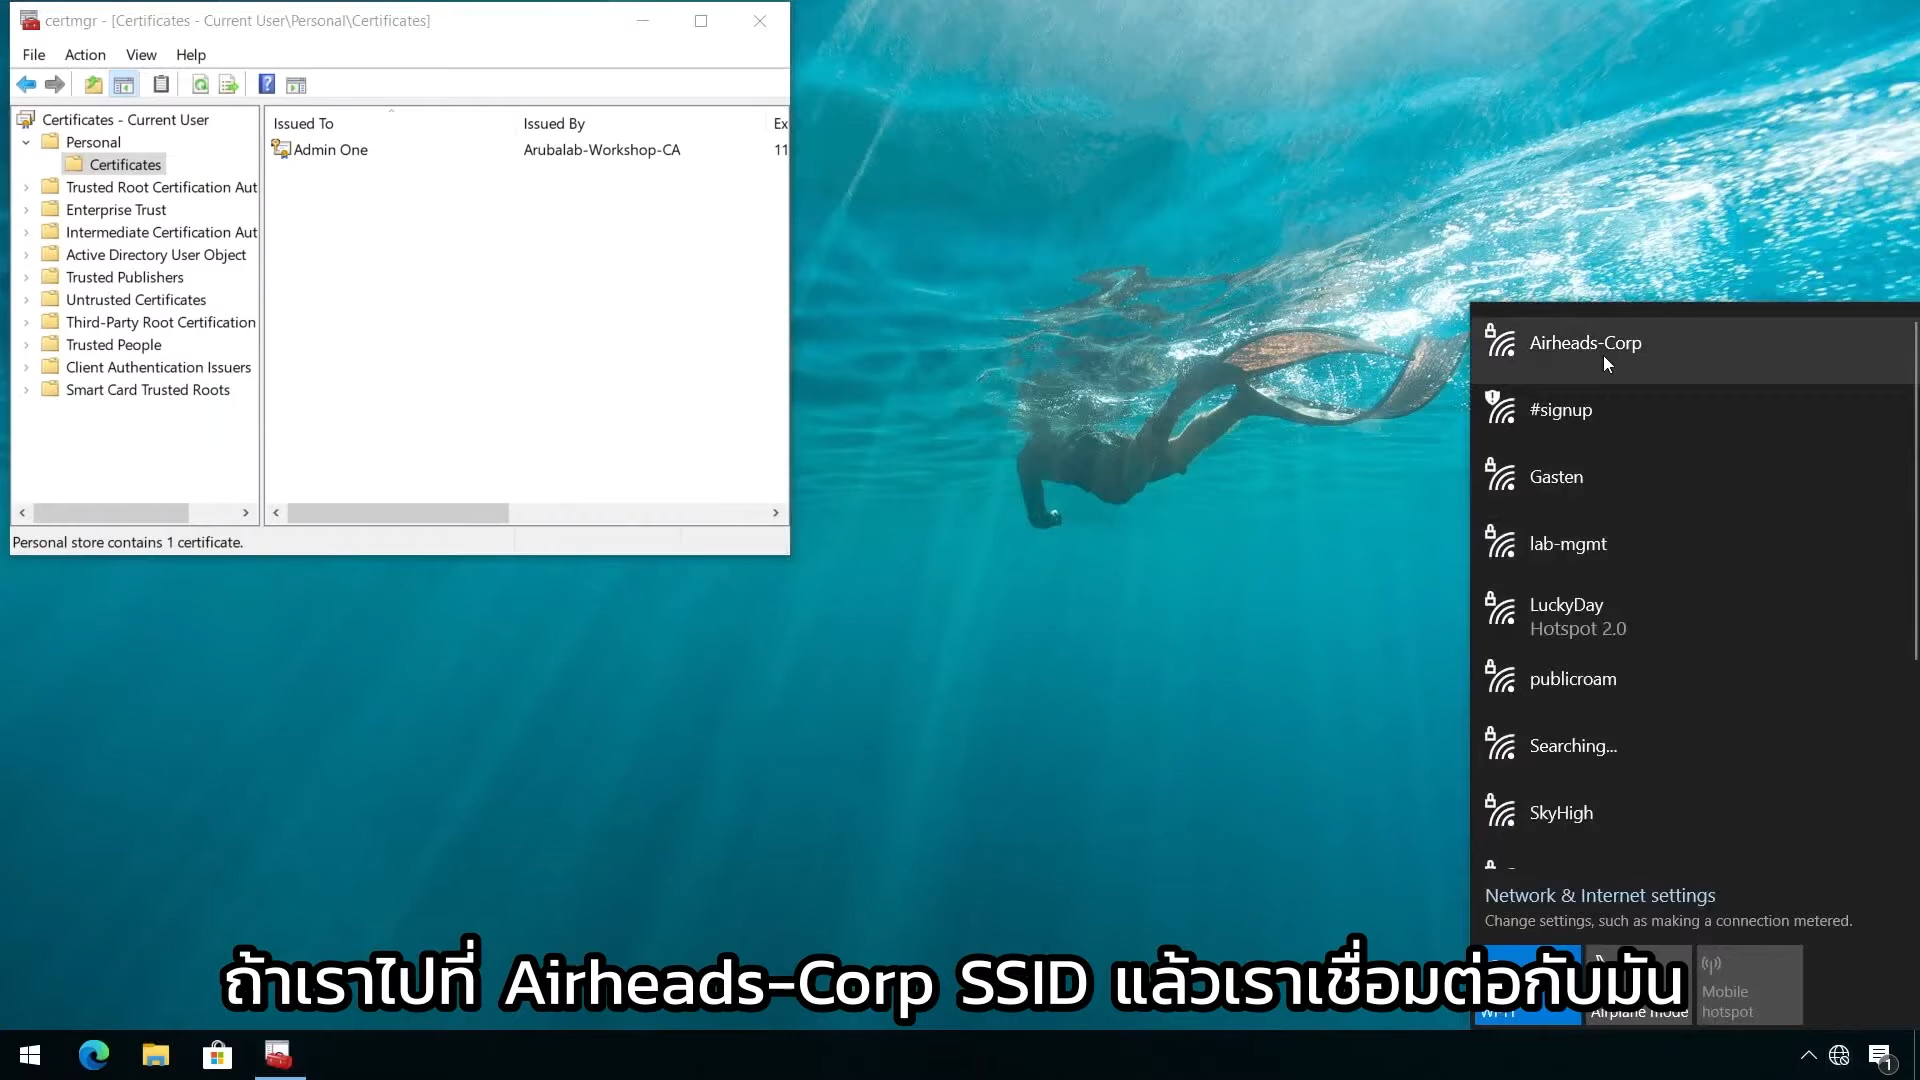 certmgr - [Certificates - Current User\Personal\Certificates]
File Action View Help
Certificates - Current User
Personal
Certificates
Trusted Root Certification Aut
Enterprise Trust
Intermediate Certification Aut
Active Directory User Object
Trusted Publishers
Untrusted Certificates
Third-Party Root Certification
Trusted People
Client Authentication Issuers
Smart Card Trusted Roots
Issued To Issued By Ex
Admin One Arubalab-Workshop-CA 11
Personal store contains 1 certificate.
Airheads-Corp
#signup
Gasten
lab-mgmt
LuckyDay
Hotspot 2.0
publicroam
Searching...
SkyHigh
Network & Internet settings
Change settings, such as making a connection metered.
Airplane mode
Mobile
hotspot
ถ้าเราไปที่ Airheads-Corp SSID แล้วเราเชื่อมต่อกับมัน
1